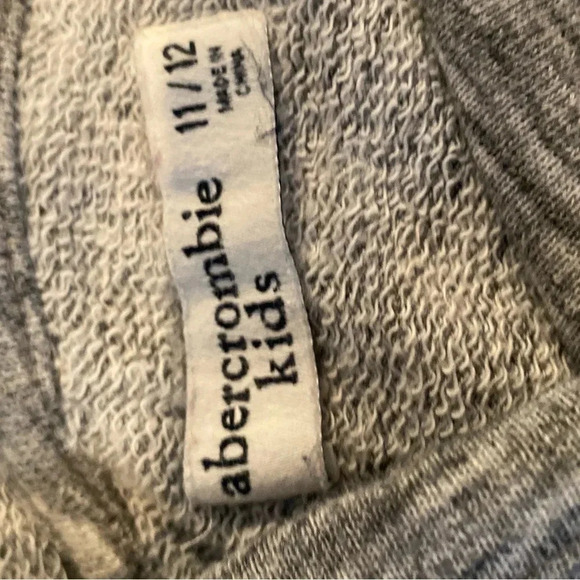 abercrombie
kids
11/12
MADE IN
CHINA